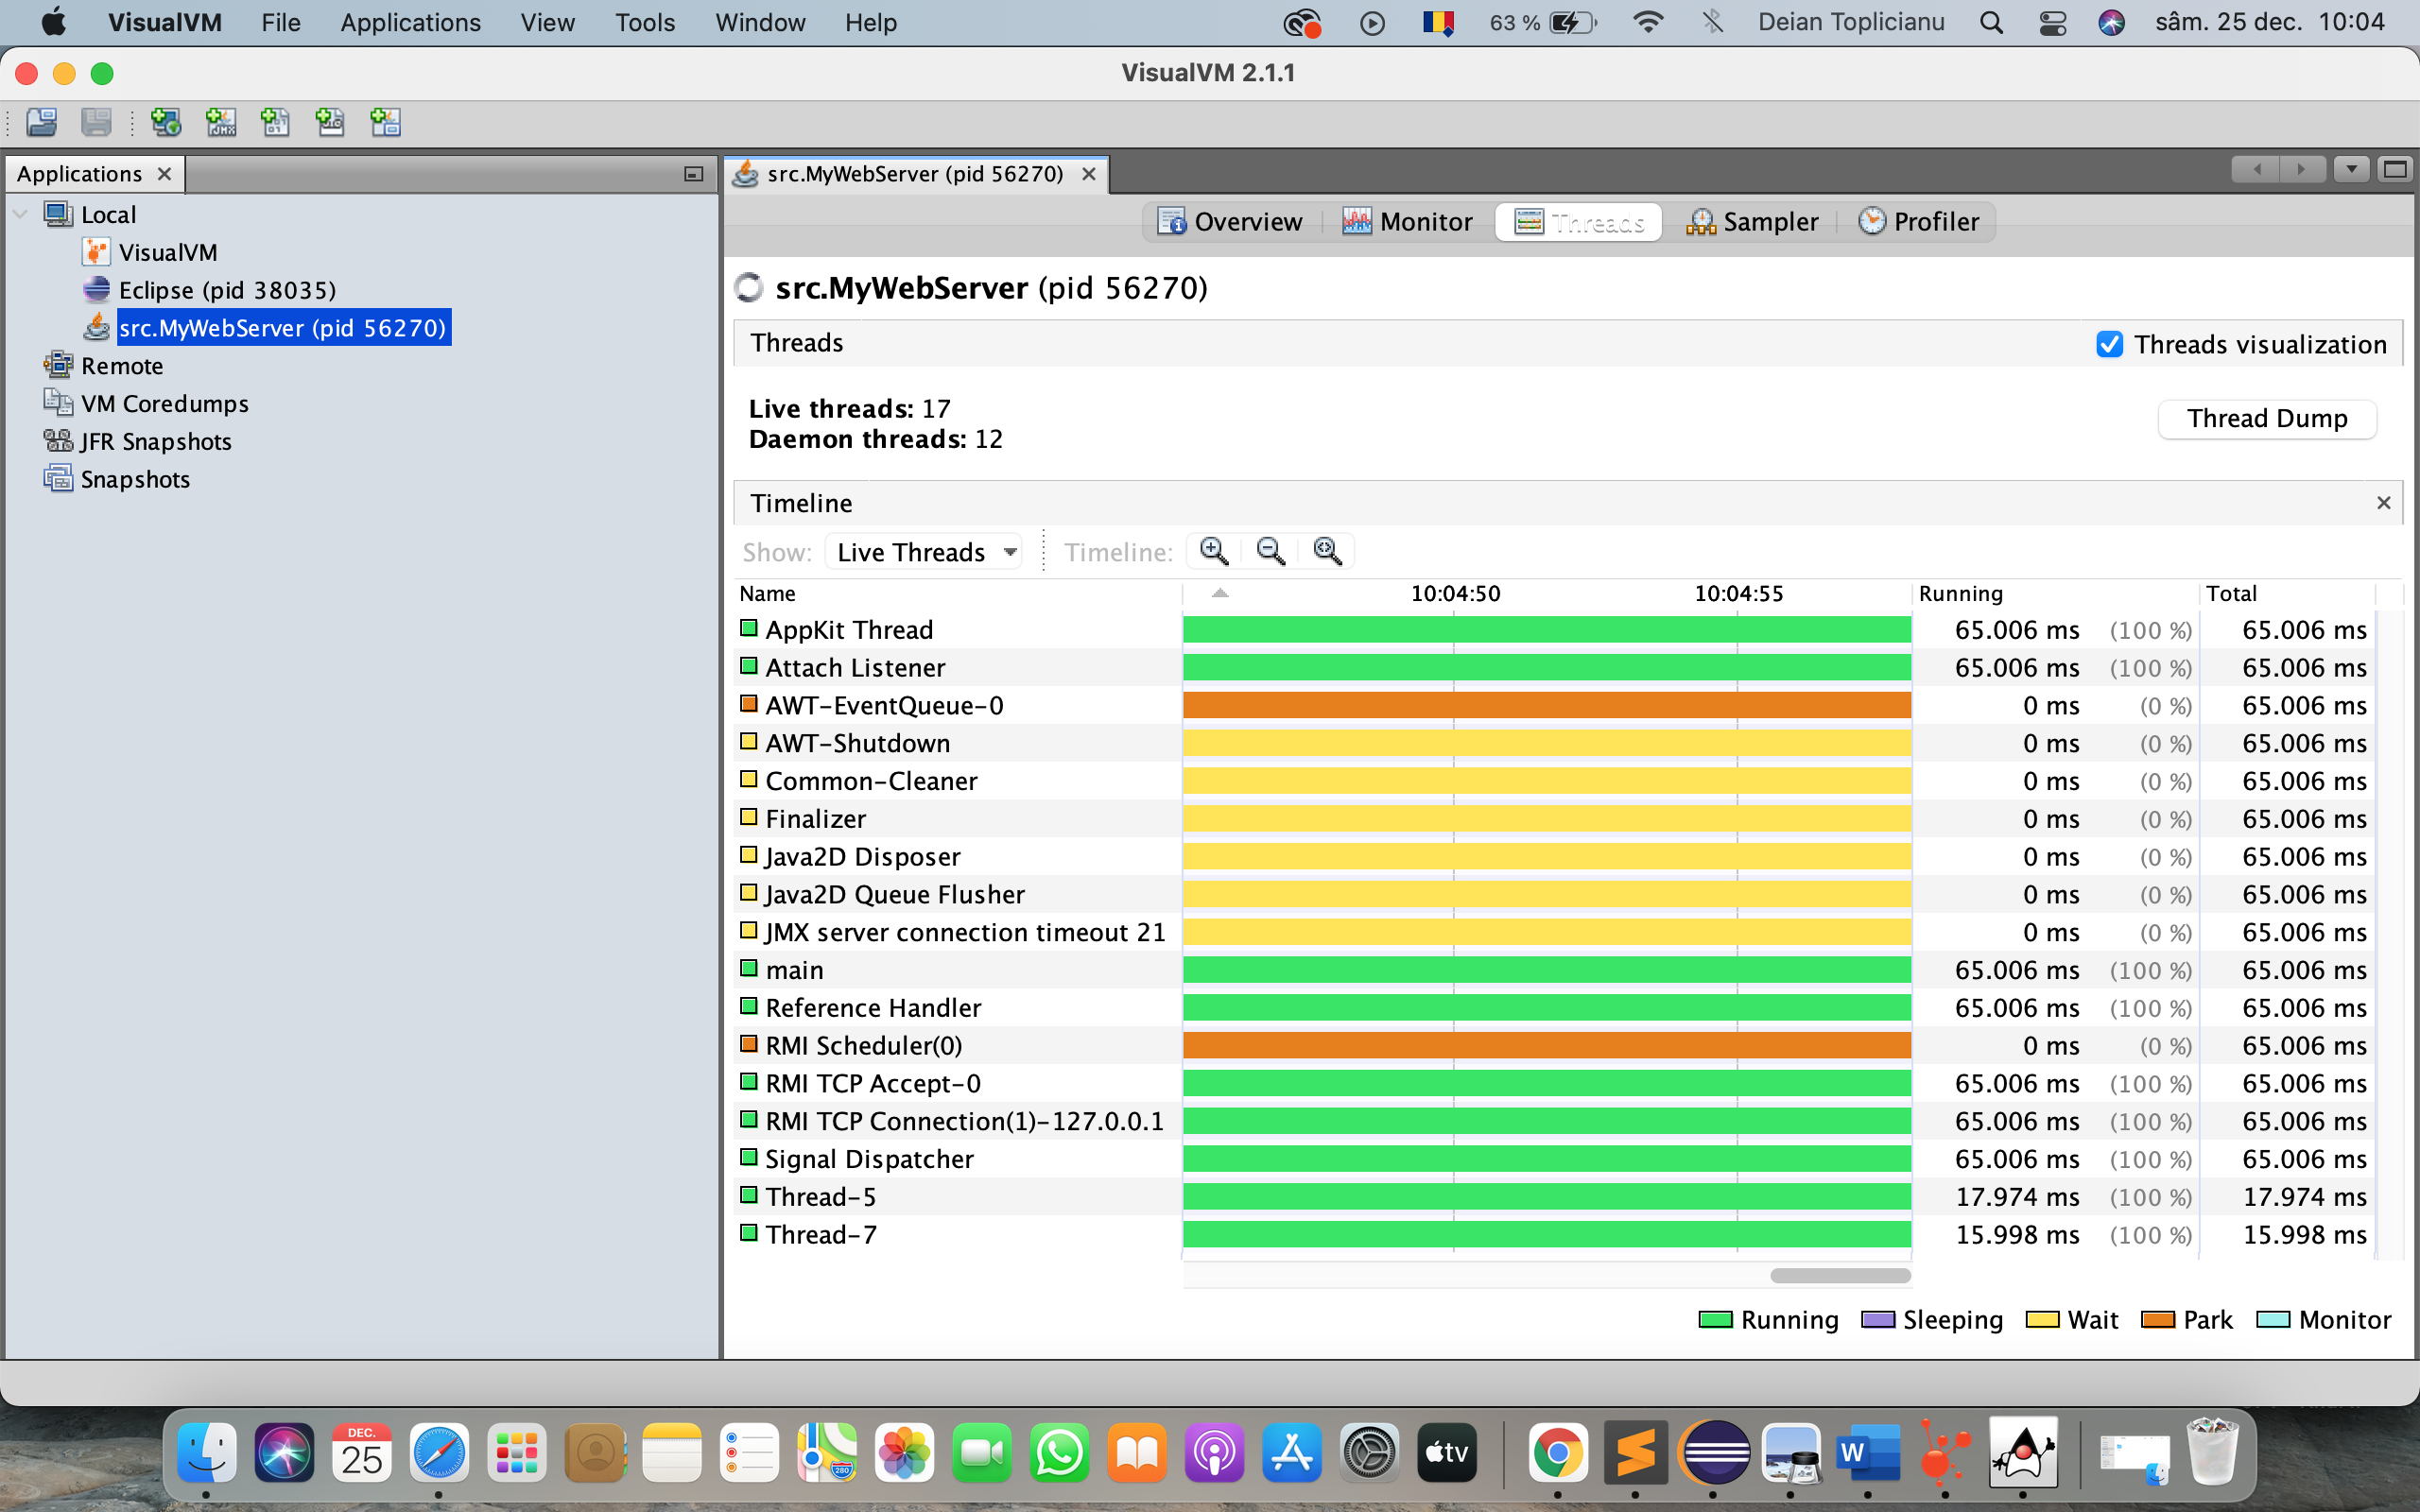 VisualVM File Applications View Tools Window Help 63 % Deian Toplicianu sâm. 25 dec. 10:04
VisualVM 2.1.1
Applications
Local
VisualVM
Eclipse (pid 38035)
src.MyWebServer (pid 56270)
Remote
VM Coredumps
JFR Snapshots
Snapshots
src.MyWebServer (pid 56270)
Overview Monitor Threads Sampler Profiler
src.MyWebServer (pid 56270)
Threads Threads visualization
Live threads: 17
Daemon threads: 12
Thread Dump
Timeline
Show: Live Threads Timeline:
Name 10:04:50 10:04:55 Running Total
AppKit Thread 65.006 ms (100 %) 65.006 ms
Attach Listener 65.006 ms (100 %) 65.006 ms
AWT-EventQueue-0 0 ms (0 %) 65.006 ms
AWT-Shutdown 0 ms (0 %) 65.006 ms
Common-Cleaner 0 ms (0 %) 65.006 ms
Finalizer 0 ms (0 %) 65.006 ms
Java2D Disposer 0 ms (0 %) 65.006 ms
Java2D Queue Flusher 0 ms (0 %) 65.006 ms
JMX server connection timeout 21 0 ms (0 %) 65.006 ms
main 65.006 ms (100 %) 65.006 ms
Reference Handler 65.006 ms (100 %) 65.006 ms
RMI Scheduler(0) 0 ms (0 %) 65.006 ms
RMI TCP Accept-0 65.006 ms (100 %) 65.006 ms
RMI TCP Connection(1)-127.0.0.1 65.006 ms (100 %) 65.006 ms
Signal Dispatcher 65.006 ms (100 %) 65.006 ms
Thread-5 17.974 ms (100 %) 17.974 ms
Thread-7 15.998 ms (100 %) 15.998 ms
Running Sleeping Wait Park Monitor
DEC.
25
280
tv
W